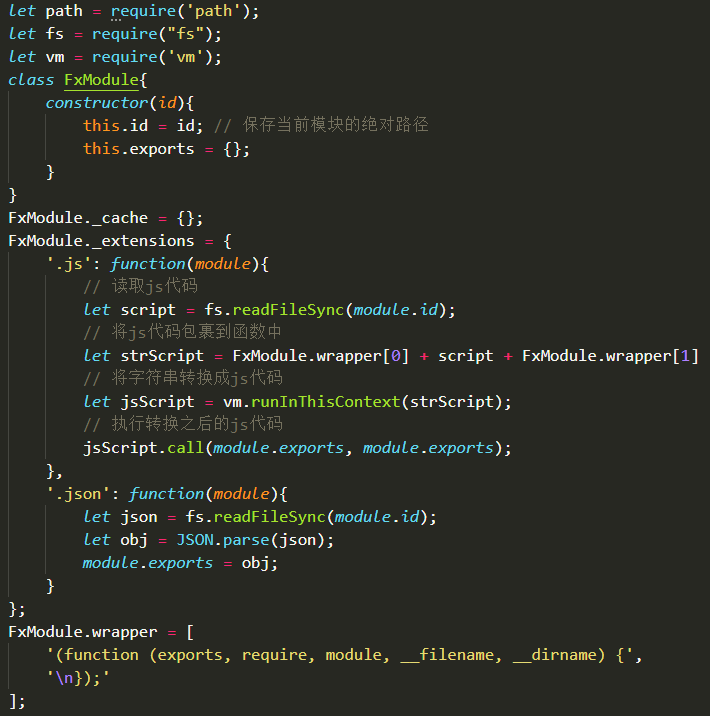 let path = require('path');
let fs = require("fs");
let vm = require('vm');
class FxModule{
    constructor(id){
        this.id = id; // 保存当前模块的绝对路径
        this.exports = {};
    }
}
FxModule._cache = {};
FxModule._extensions = {
    '.js': function(module){
        // 读取js代码
        let script = fs.readFileSync(module.id);
        // 将js代码包裹到函数中
        let strScript = FxModule.wrapper[0] + script + FxModule.wrapper[1]
        // 将字符串转换成js代码
        let jsScript = vm.runInThisContext(strScript);
        // 执行转换之后的js代码
        jsScript.call(module.exports, module.exports);
    },
    '.json': function(module){
        let json = fs.readFileSync(module.id);
        let obj = JSON.parse(json);
        module.exports = obj;
    }
};
FxModule.wrapper = [
    '(function (exports, require, module, __filename, __dirname) {',
    '\n});'
];